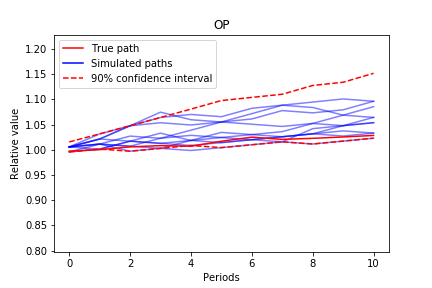 OP
True path
Simulated paths
90% confidence interval
1.20
1.15
1.10
1.05
1.00
0.95
0.90
0.85
0.80
Relative value
0 2 4 6 8 10
Periods